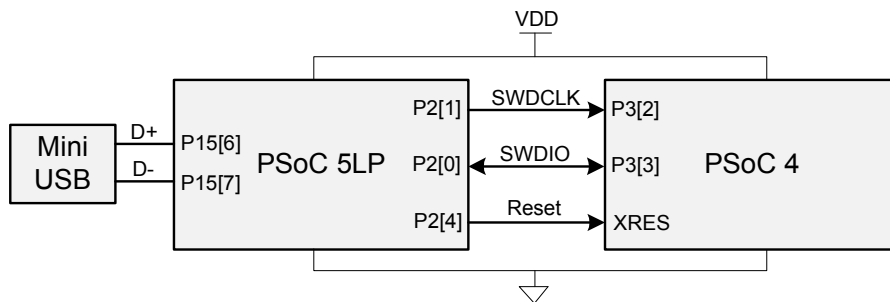 VDD
Mini
USB
D+
D-
P15[6]
P15[7]
PSoC 5LP
P2[1]
P2[0]
P2[4]
SWDCLK
SWDIO
Reset
P3[2]
P3[3]
XRES
PSoC 4